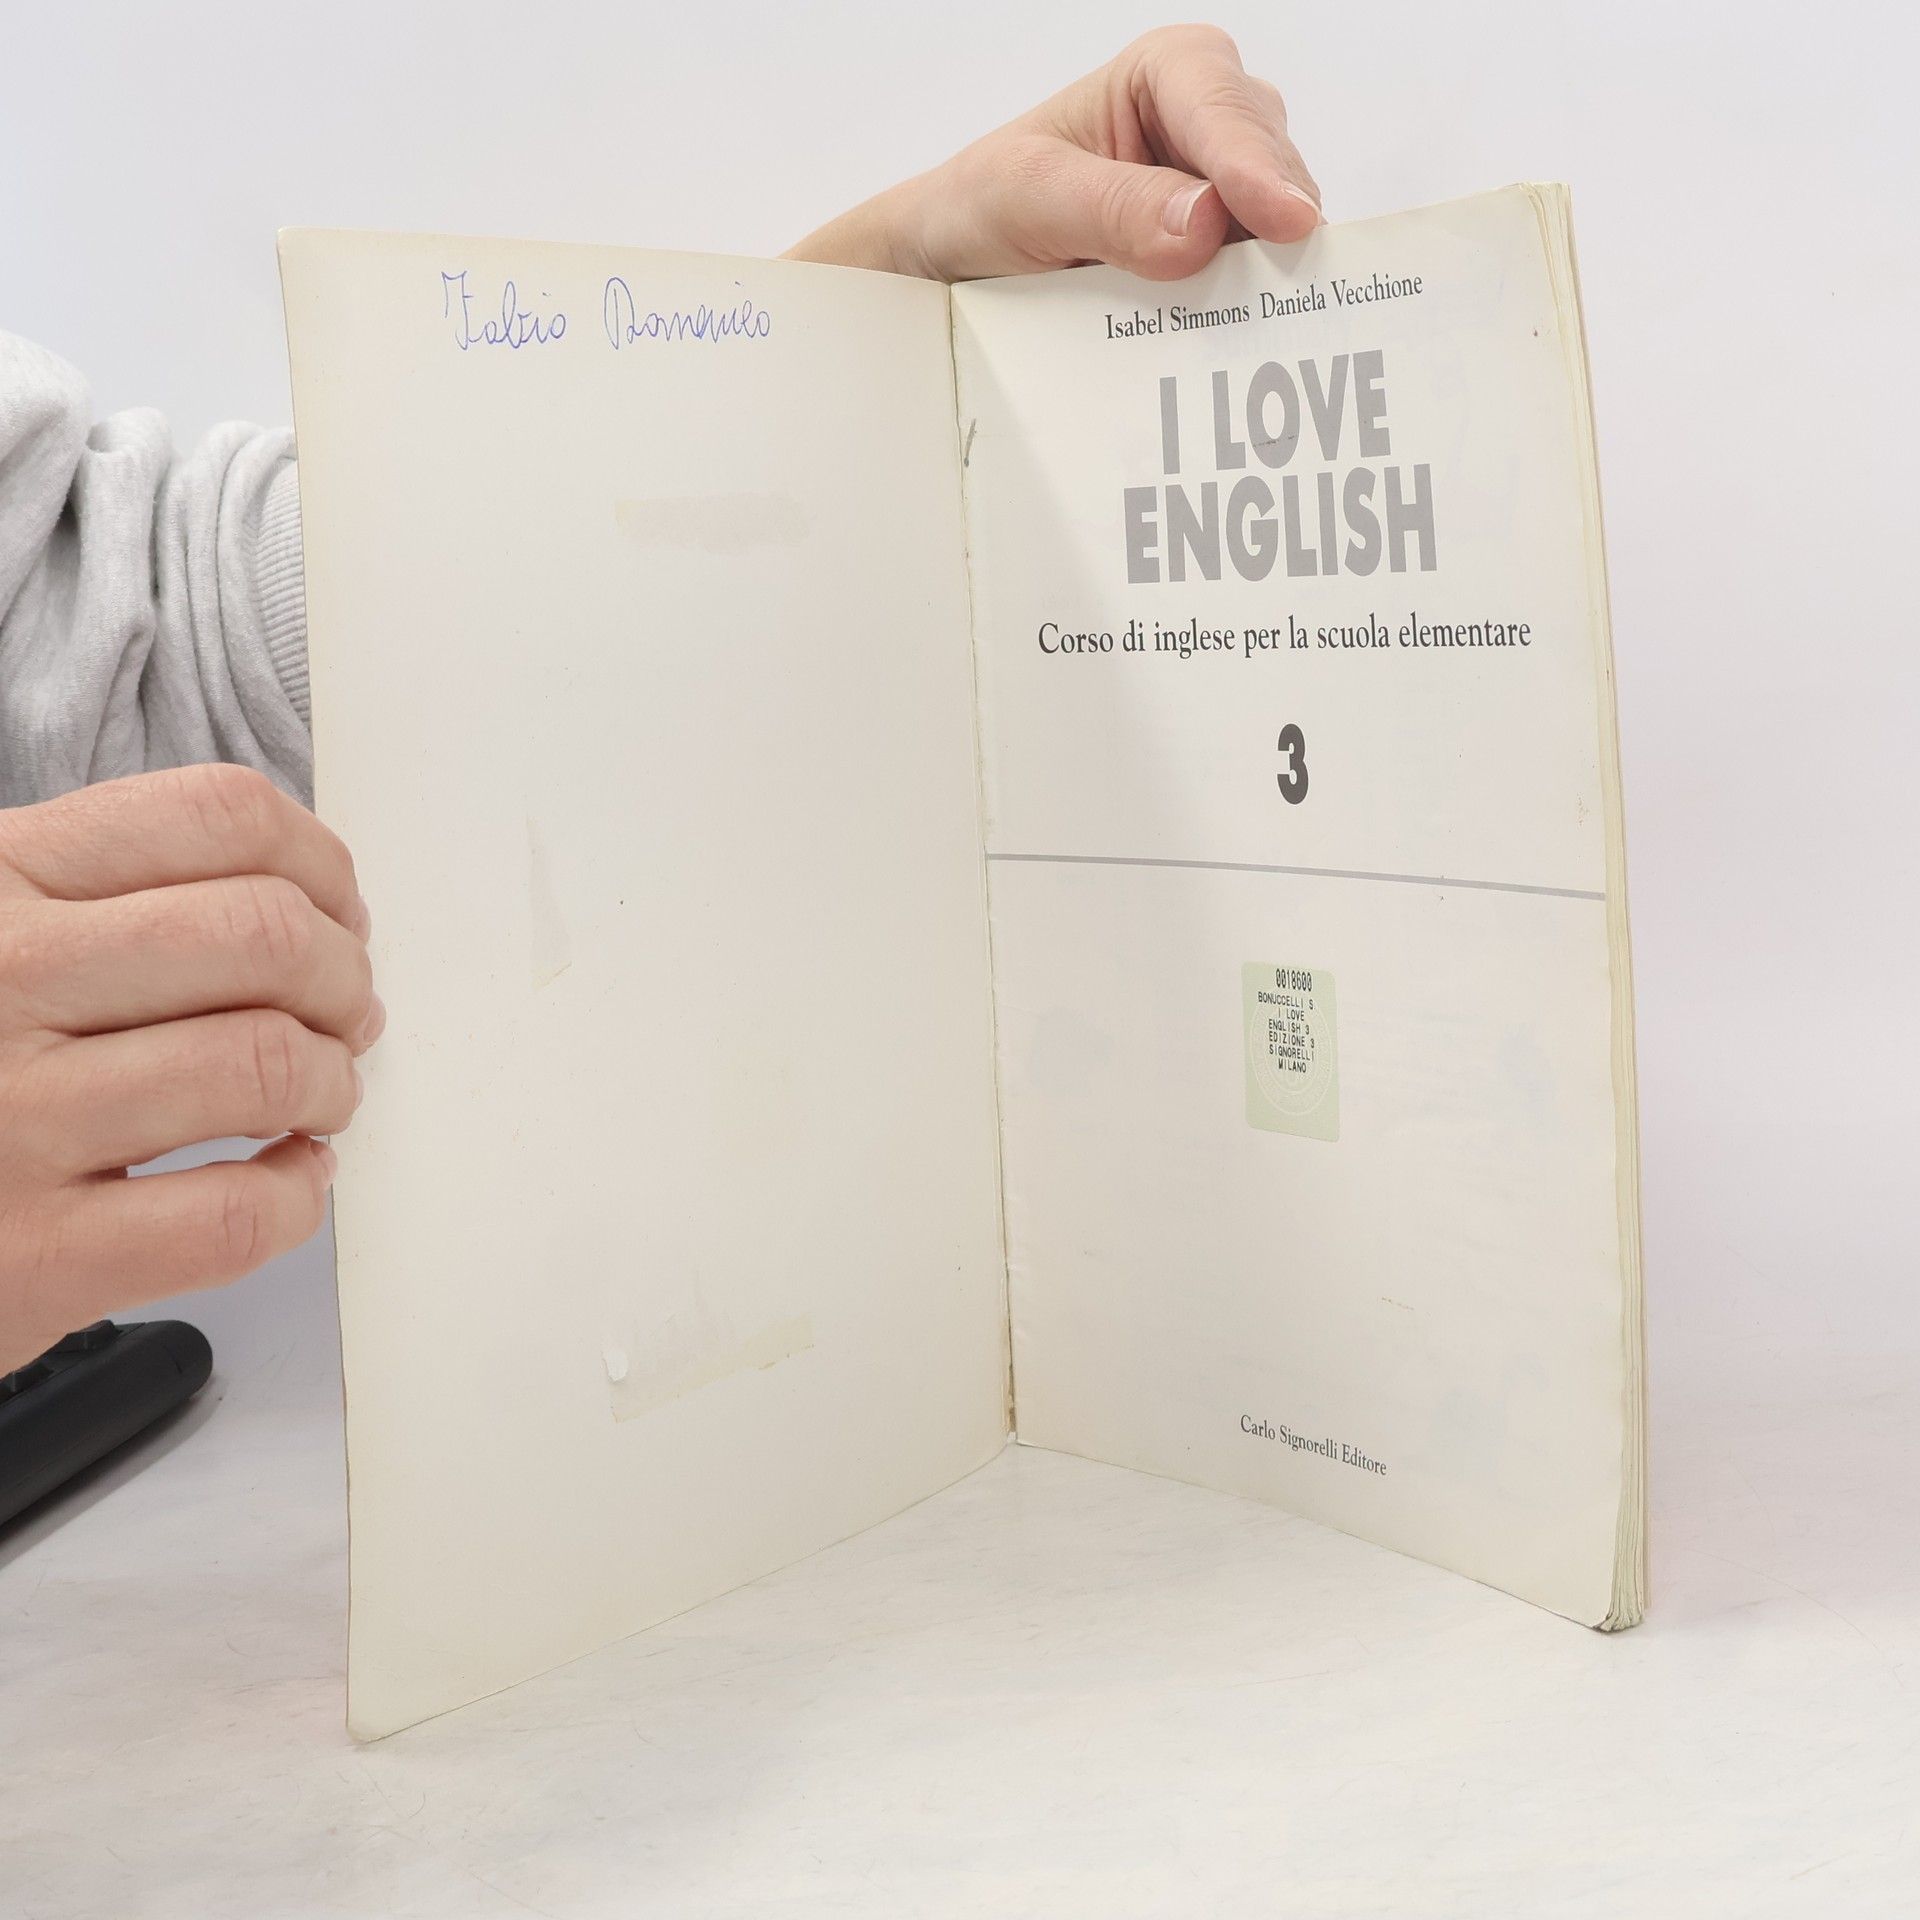 Fabio Domenico
Isabel Simmons Daniela Vecchione
I LOVE
ENGLISH
Corso di inglese per la scuola elementare
3
0018600
BONUCCELLI S.
I LOVE
ENGLISH 3
EDIZIONE 3
SIGNORELLI
MILANO
Carlo Signorelli Editore